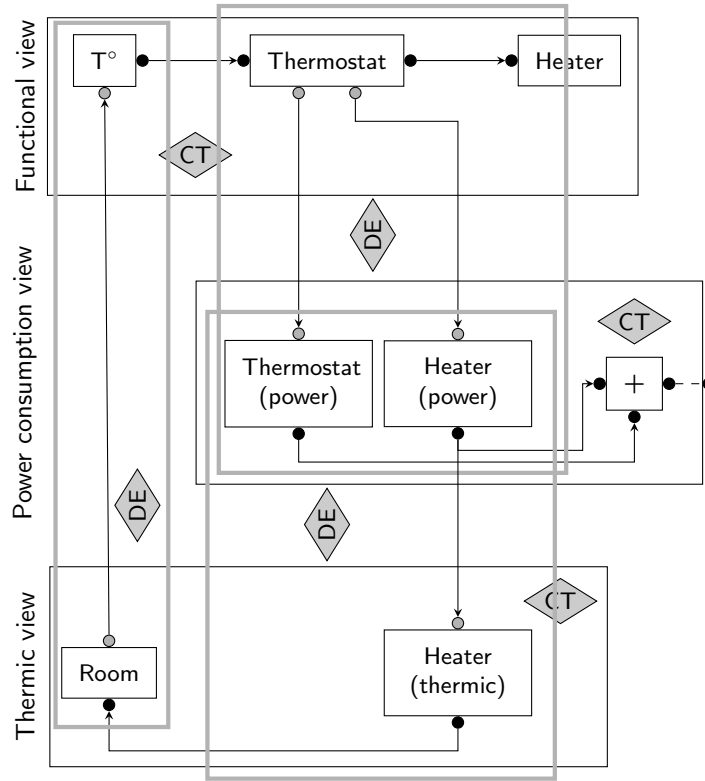 Functional view
T°
Thermostat
Heater
CT
DE
Power consumption view
CT
Thermostat
(power)
Heater
(power)
+
DE
DE
Thermic view
CT
Room
Heater
(thermic)